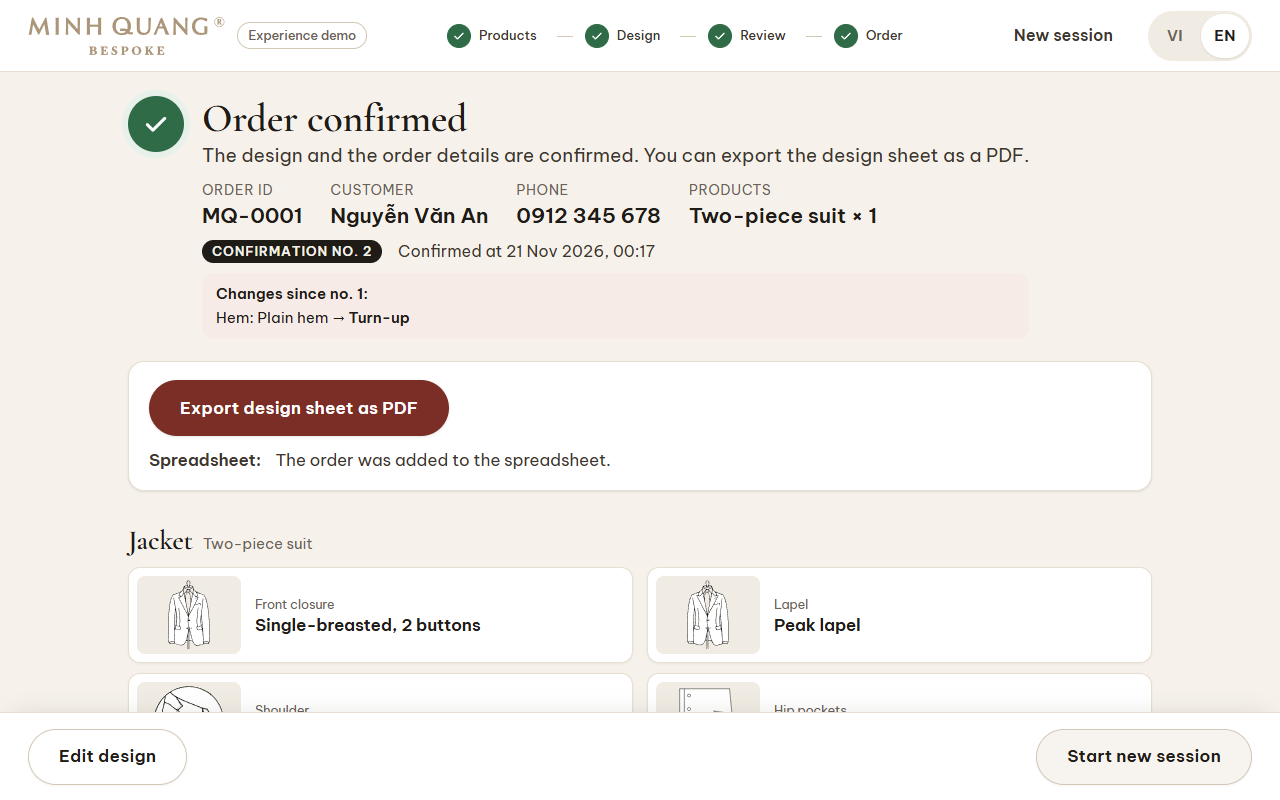 MINH QUANG®
BESPOKE
Experience demo
Products
Design
Review
Order
New session
VI
EN
Order confirmed
The design and the order details are confirmed. You can export the design sheet as a PDF.
ORDER ID
CUSTOMER
PHONE
PRODUCTS
MQ-0001
Nguyễn Văn An
0912 345 678
Two-piece suit × 1
CONFIRMATION NO. 2
Confirmed at 21 Nov 2026, 00:17
Changes since no. 1:
Hem: Plain hem → Turn-up
Export design sheet as PDF
Spreadsheet: The order was added to the spreadsheet.
Jacket Two-piece suit
Front closure
Single-breasted, 2 buttons
Lapel
Peak lapel
Shoulder
Hip pockets
Edit design
Start new session